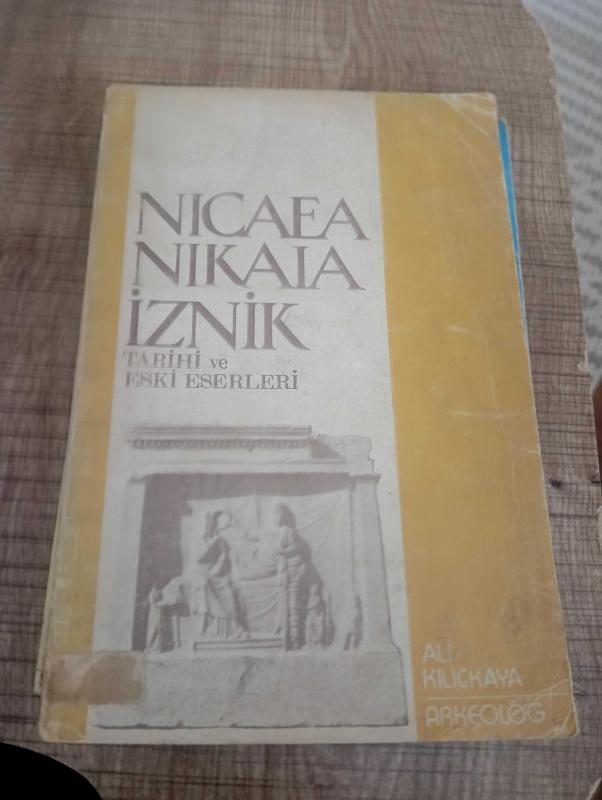 NICAEA
NIKAIA
İZNİK
TARİHİ ve
ESKİ ESERLERİ
ALİ
KILIÇKAYA
ARKEOLOG